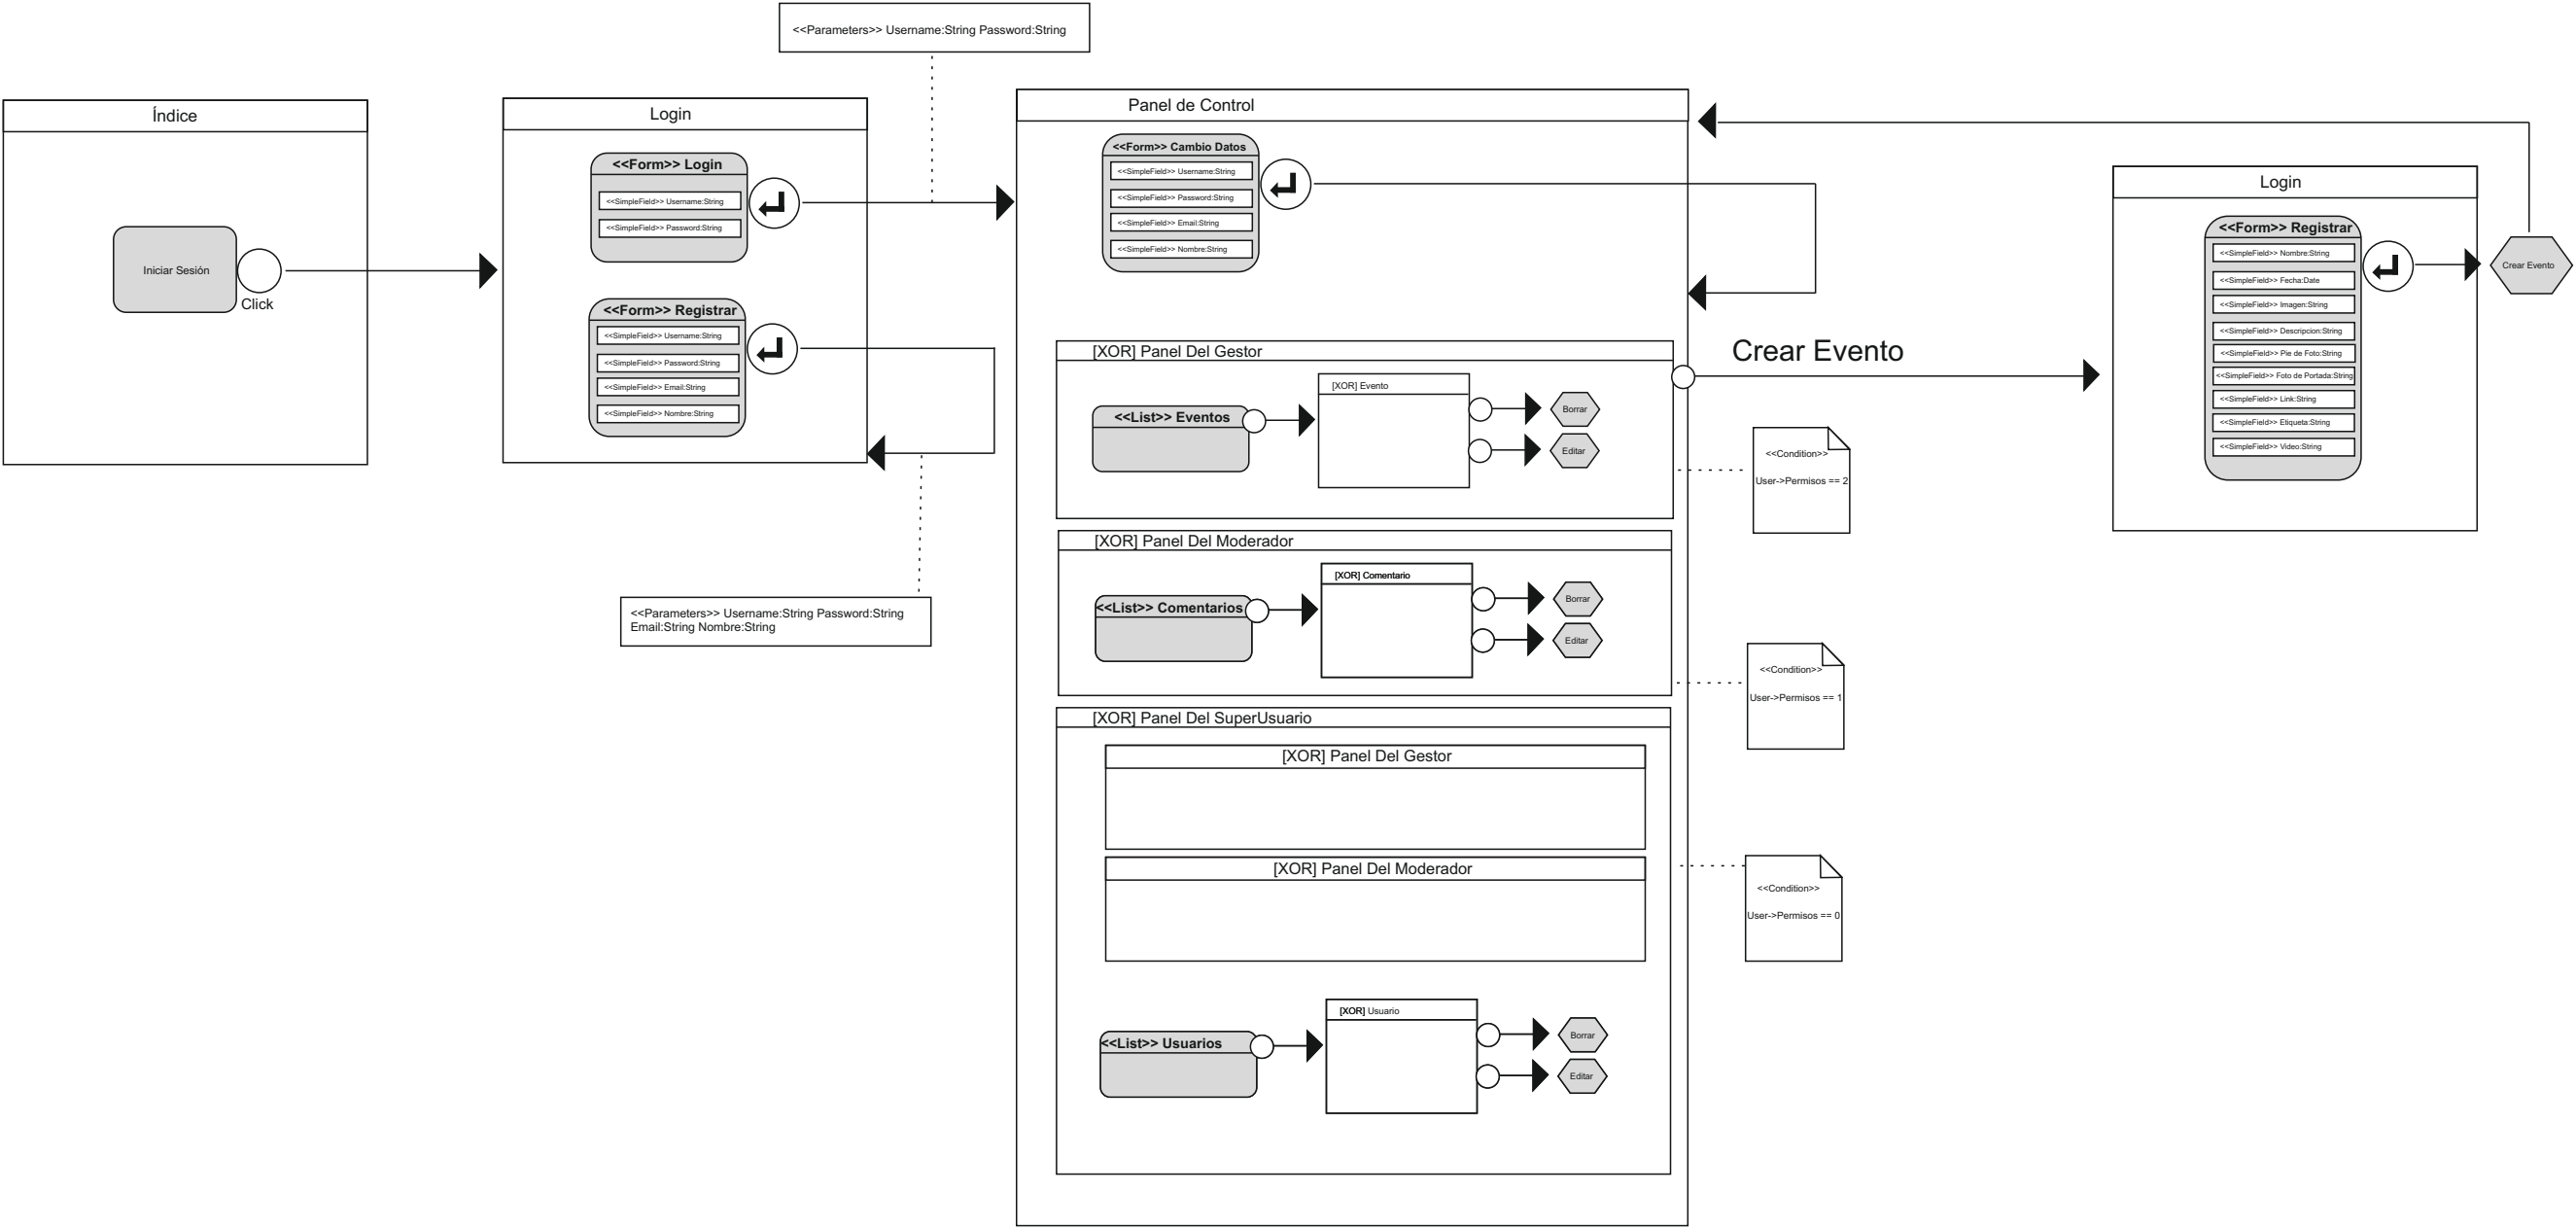 <<Parameters>> Username:String Password:String
Índice
Iniciar Sesión
Click
Login
<<Form>> Login
<<SimpleField>> Username:String
<<SimpleField>> Password:String
<<Form>> Registrar
<<SimpleField>> Username:String
<<SimpleField>> Password:String
<<SimpleField>> Email:String
<<SimpleField>> Nombre:String
<<Parameters>> Username:String Password:String
Email:String Nombre:String
Panel de Control
<<Form>> Cambio Datos
<<SimpleField>> Username:String
<<SimpleField>> Password:String
<<SimpleField>> Email:String
<<SimpleField>> Nombre:String
[XOR] Panel Del Gestor
<<List>> Eventos
[XOR] Evento
Borrar
Editar
Crear Evento
<<Condition>>
User->Permisos == 2
[XOR] Panel Del Moderador
<<List>> Comentarios
[XOR] Comentario
Borrar
Editar
<<Condition>>
User->Permisos == 1
[XOR] Panel Del SuperUsuario
[XOR] Panel Del Gestor
[XOR] Panel Del Moderador
<<Condition>>
User->Permisos == 0
<<List>> Usuarios
[XOR] Usuario
Borrar
Editar
Login
<<Form>> Registrar
<<SimpleField>> Nombre:String
<<SimpleField>> Fecha:Date
<<SimpleField>> Imagen:String
<<SimpleField>> Descripcion:String
<<SimpleField>> Pie de Foto:String
<<SimpleField>> Foto de Portada:String
<<SimpleField>> Link:String
<<SimpleField>> Etiqueta:String
<<SimpleField>> Video:String
Crear Evento